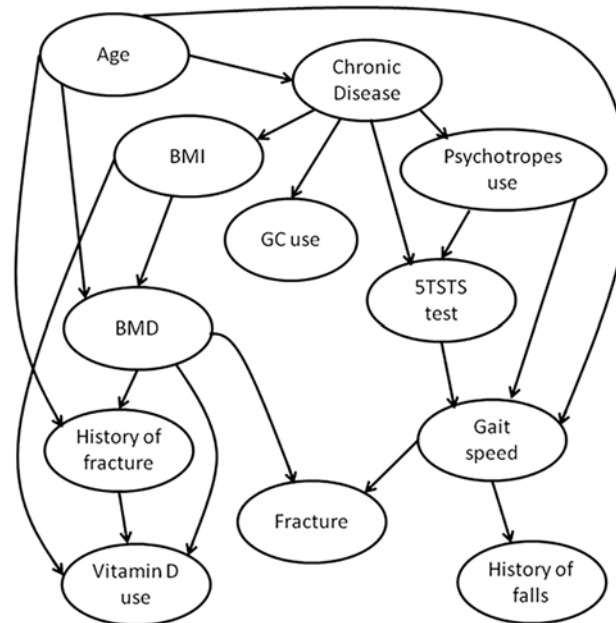 Age
Chronic
Disease
BMI
Psychotropes
use
GC use
5TSTS
test
BMD
History of
fracture
Gait
speed
Fracture
Vitamin D
use
History of
falls